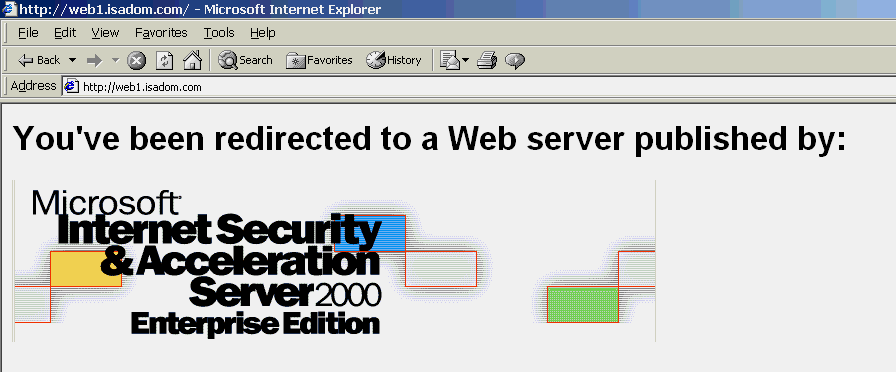 http://web1.isadom.com/ - Microsoft Internet Explorer
File Edit View Favorites Tools Help
Back Search Favorites History
Address http://web1.isadom.com
You've been redirected to a Web server published by:
Microsoft
Internet Security
& Acceleration
Server 2000
Enterprise Edition